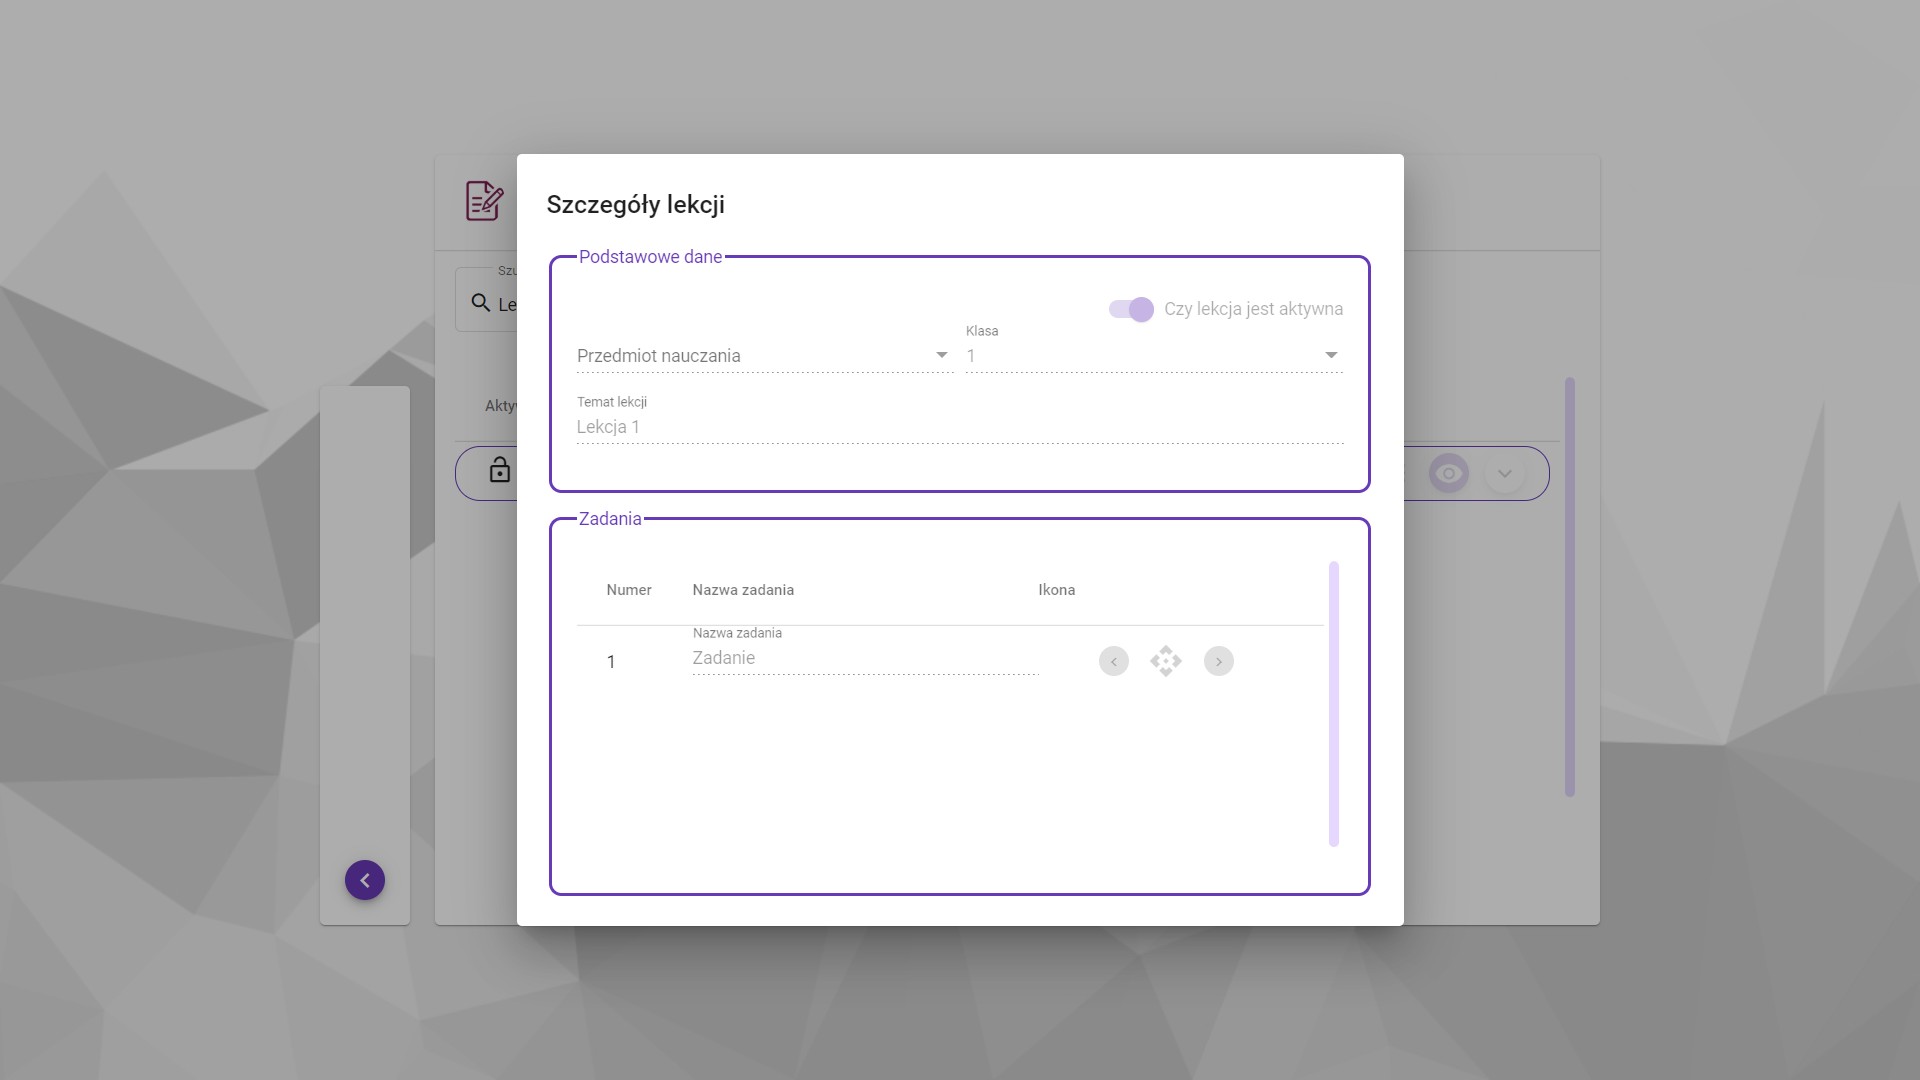 Szczegóły lekcji
Podstawowe dane
Czy lekcja jest aktywna
Klasa
Przedmiot nauczania
1
Temat lekcji
Lekcja 1
Zadania
Numer Nazwa zadania Ikona
Nazwa zadania
1 Zadanie
Szu
Le
Akty